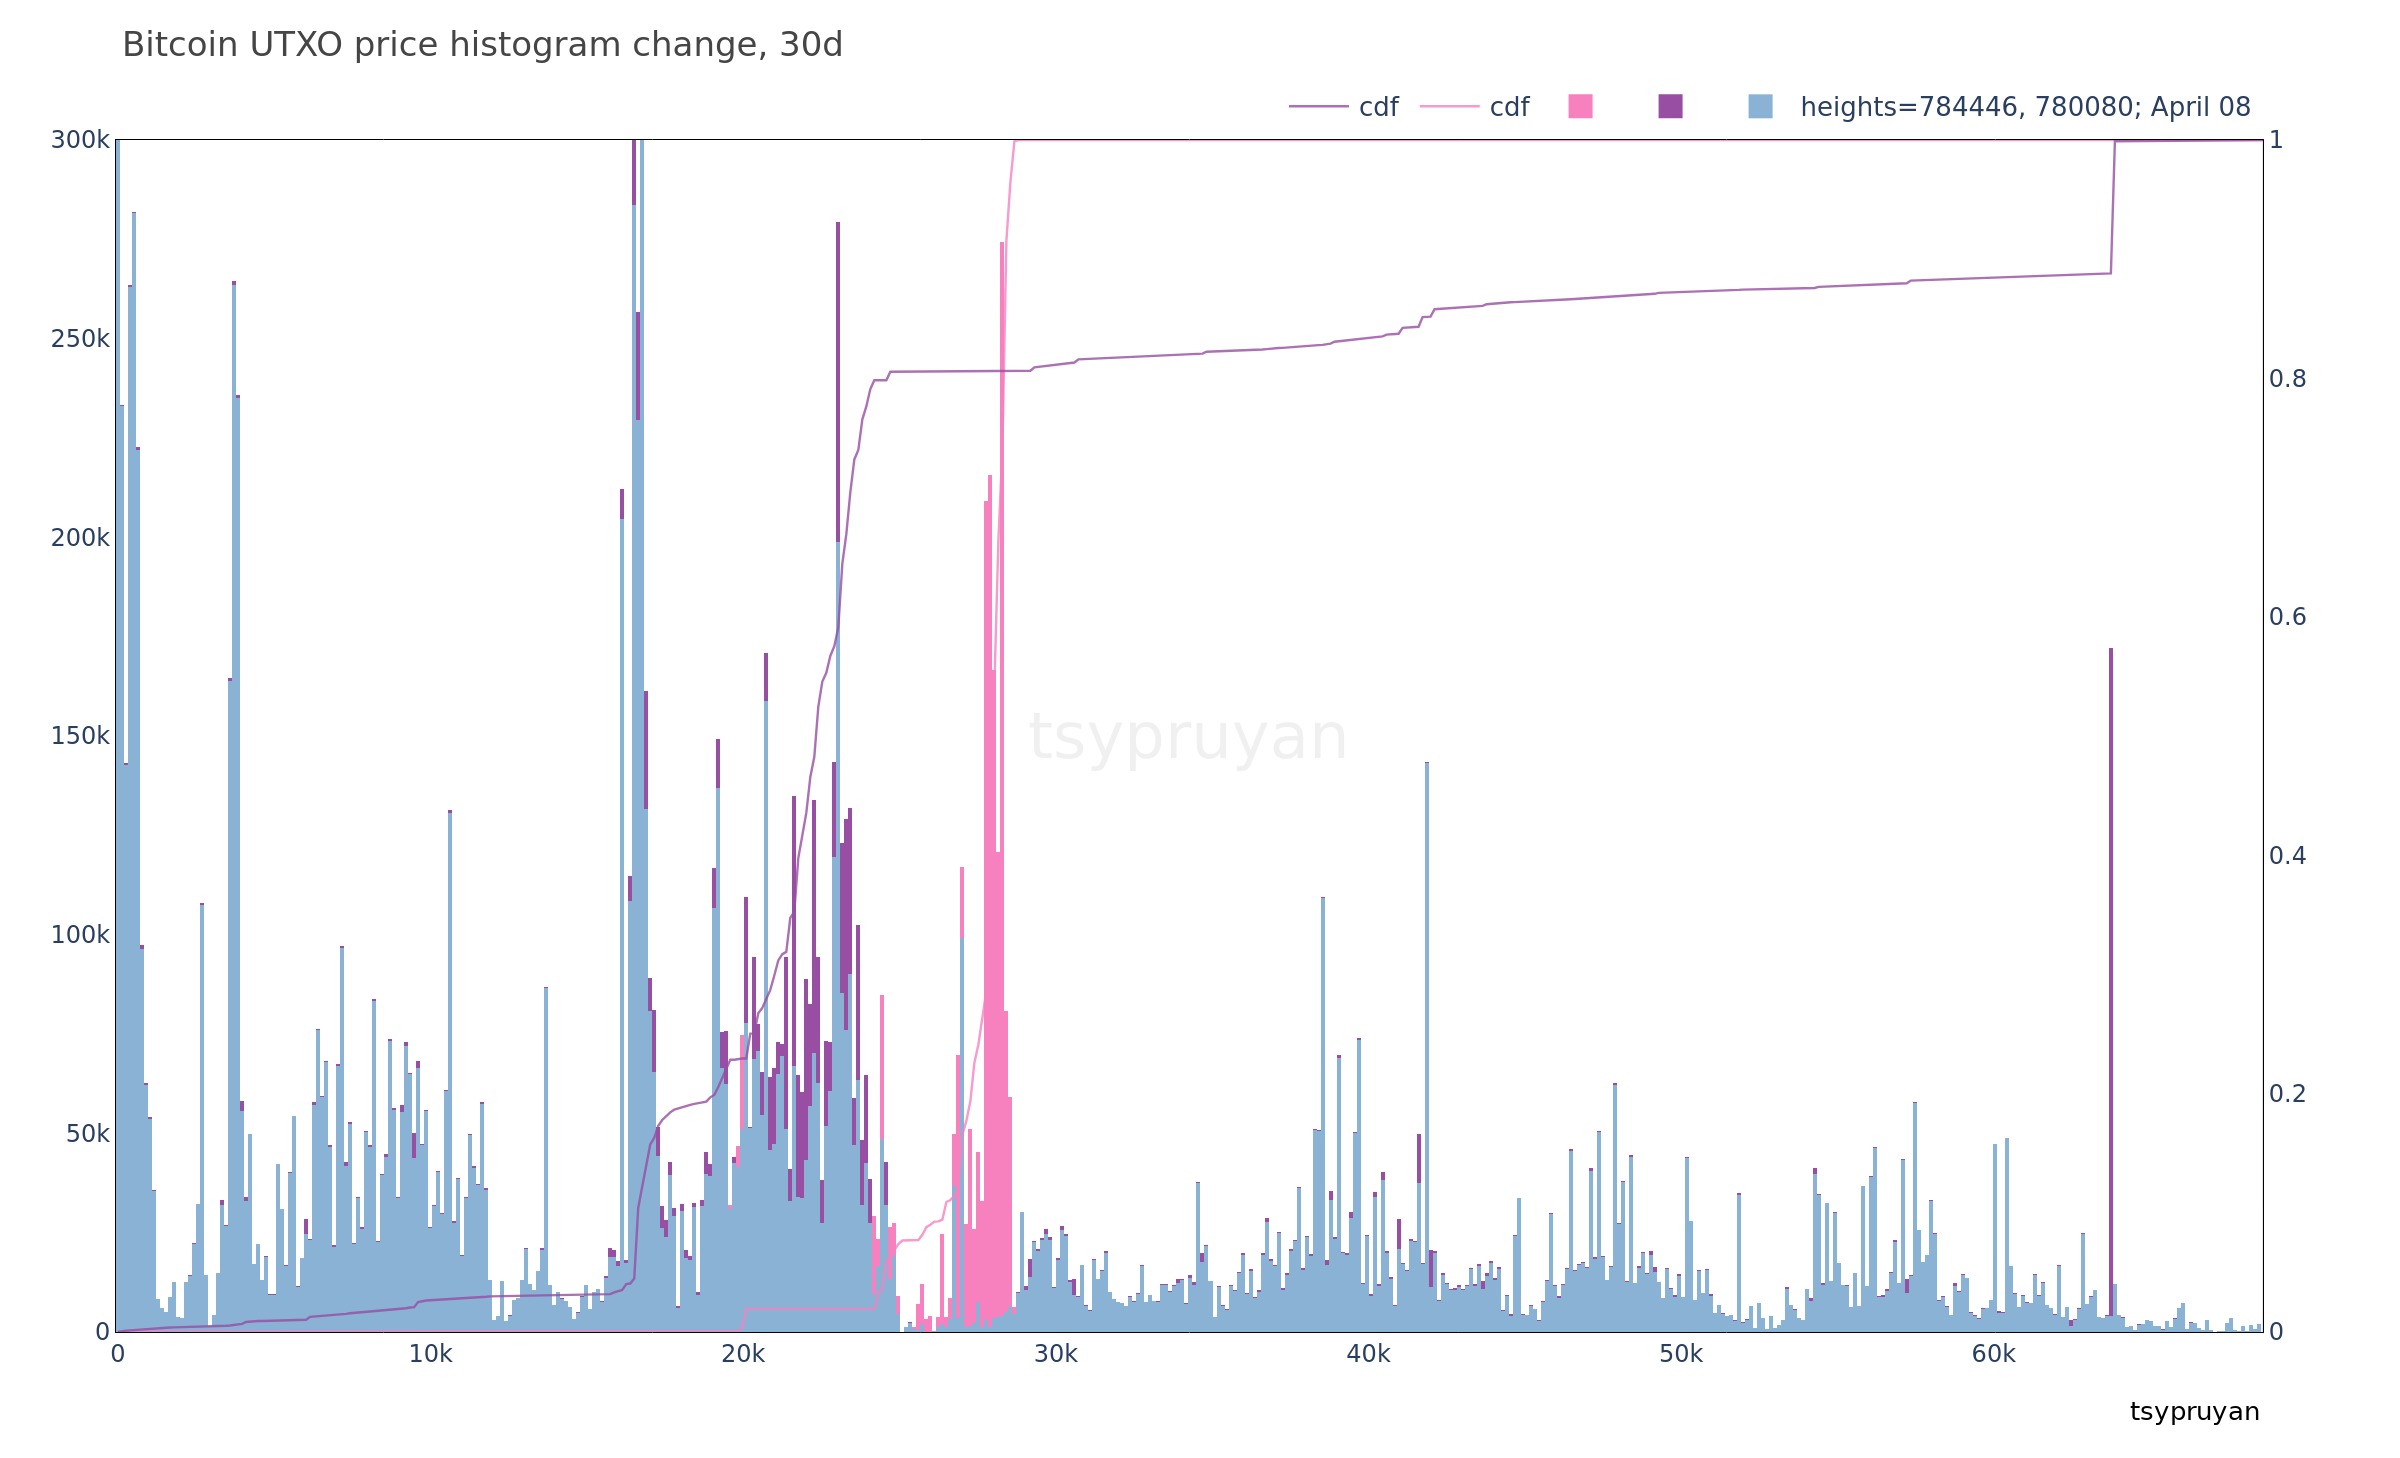 Bitcoin UTXO price histogram change, 30d
cdf cdf heights=784446, 780080; April 08
300k
250k
200k
150k
100k
50k
0
1
0.8
0.6
0.4
0.2
0
tsypruyan
0 10k 20k 30k 40k 50k 60k
tsypruyan